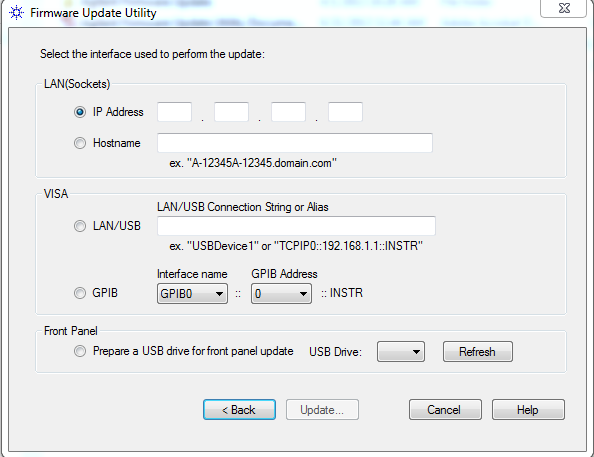 Firmware Update Utility
Select the interface used to perform the update:
LAN(Sockets)
IP Address . . .
Hostname
ex. "A-12345A-12345.domain.com"
VISA
LAN/USB Connection String or Alias
LAN/USB
ex. "USBDevice1" or "TCPIP0::192.168.1.1::INSTR"
Interface name GPIB Address
GPIB GPIB0 :: 0 :: INSTR
Front Panel
Prepare a USB drive for front panel update USB Drive: Refresh
< Back Update... Cancel Help